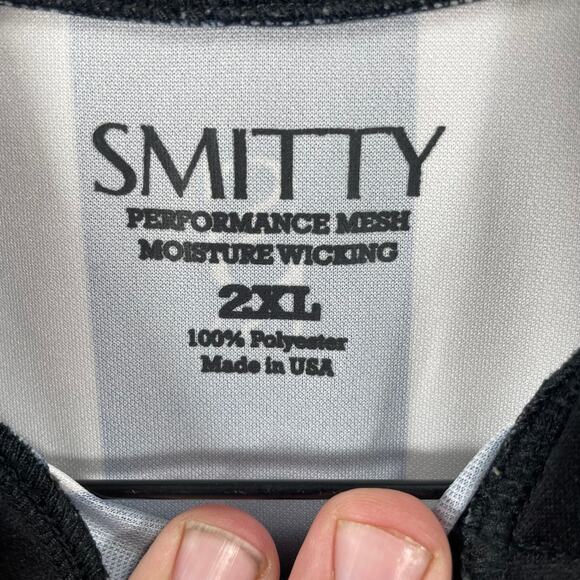 SMITTY
PERFORMANCE MESH
MOISTURE WICKING
2XL
100% Polyester
Made in USA